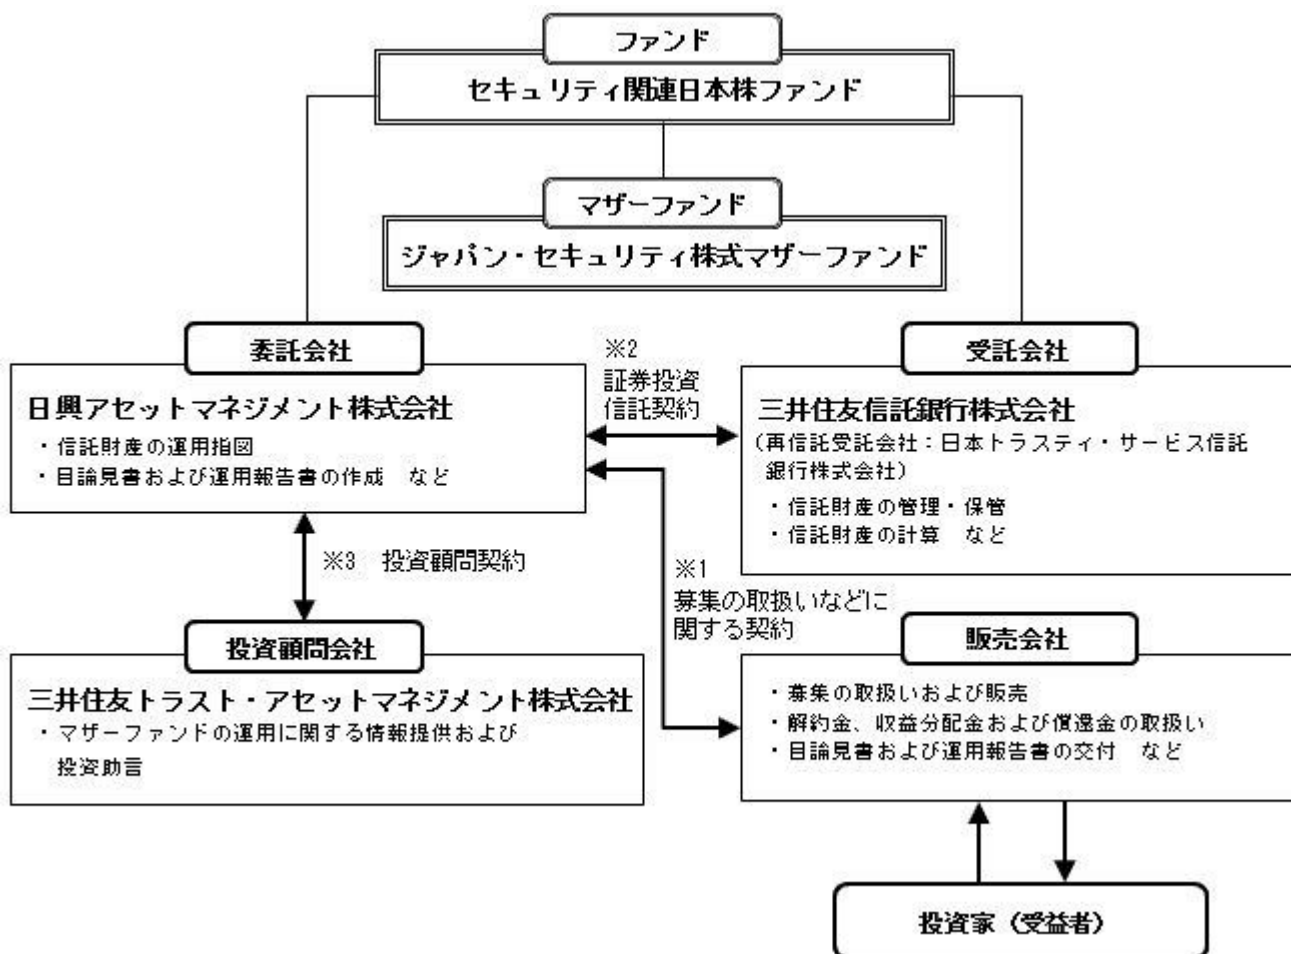 ファンド
セキュリティ関連日本株ファンド
マザーファンド
ジャパン・セキュリティ株式マザーファンド
委託会社
日興アセットマネジメント株式会社
・信託財産の運用指図
・目論見書および運用報告書の作成　など
※2
証券投資
信託契約
受託会社
三井住友信託銀行株式会社
(再信託受託会社：日本トラスティ・サービス信託
銀行株式会社)
・信託財産の管理・保管
・信託財産の計算　など
※3　投資顧問契約
※1
募集の取扱いなどに
関する契約
投資顧問会社
三井住友トラスト・アセットマネジメント株式会社
・マザーファンドの運用に関する情報提供および
投資助言
販売会社
・募集の取扱いおよび販売
・解約金、収益分配金および償還金の取扱い
・目論見書および運用報告書の交付　など
投資家（受益者）